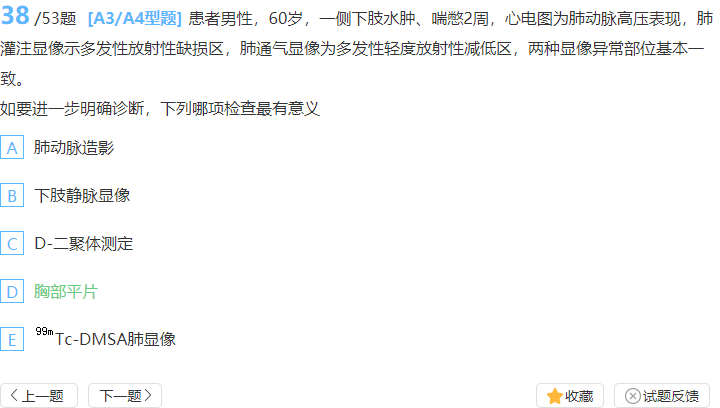 38/53题 [A3/A4型题] 患者男性，60岁，一侧下肢水肿、喘憋2周，心电图为肺动脉高压表现，肺
灌注显像示多发性放射性缺损区，肺通气显像为多发性轻度放射性减低区，两种显像异常部位基本一
致。
如要进一步明确诊断，下列哪项检查最有意义
A 肺动脉造影
B 下肢静脉显像
C D-二聚体测定
D 胸部平片
E 99mTc-DMSA肺显像
上一题 下一题 收藏 试题反馈